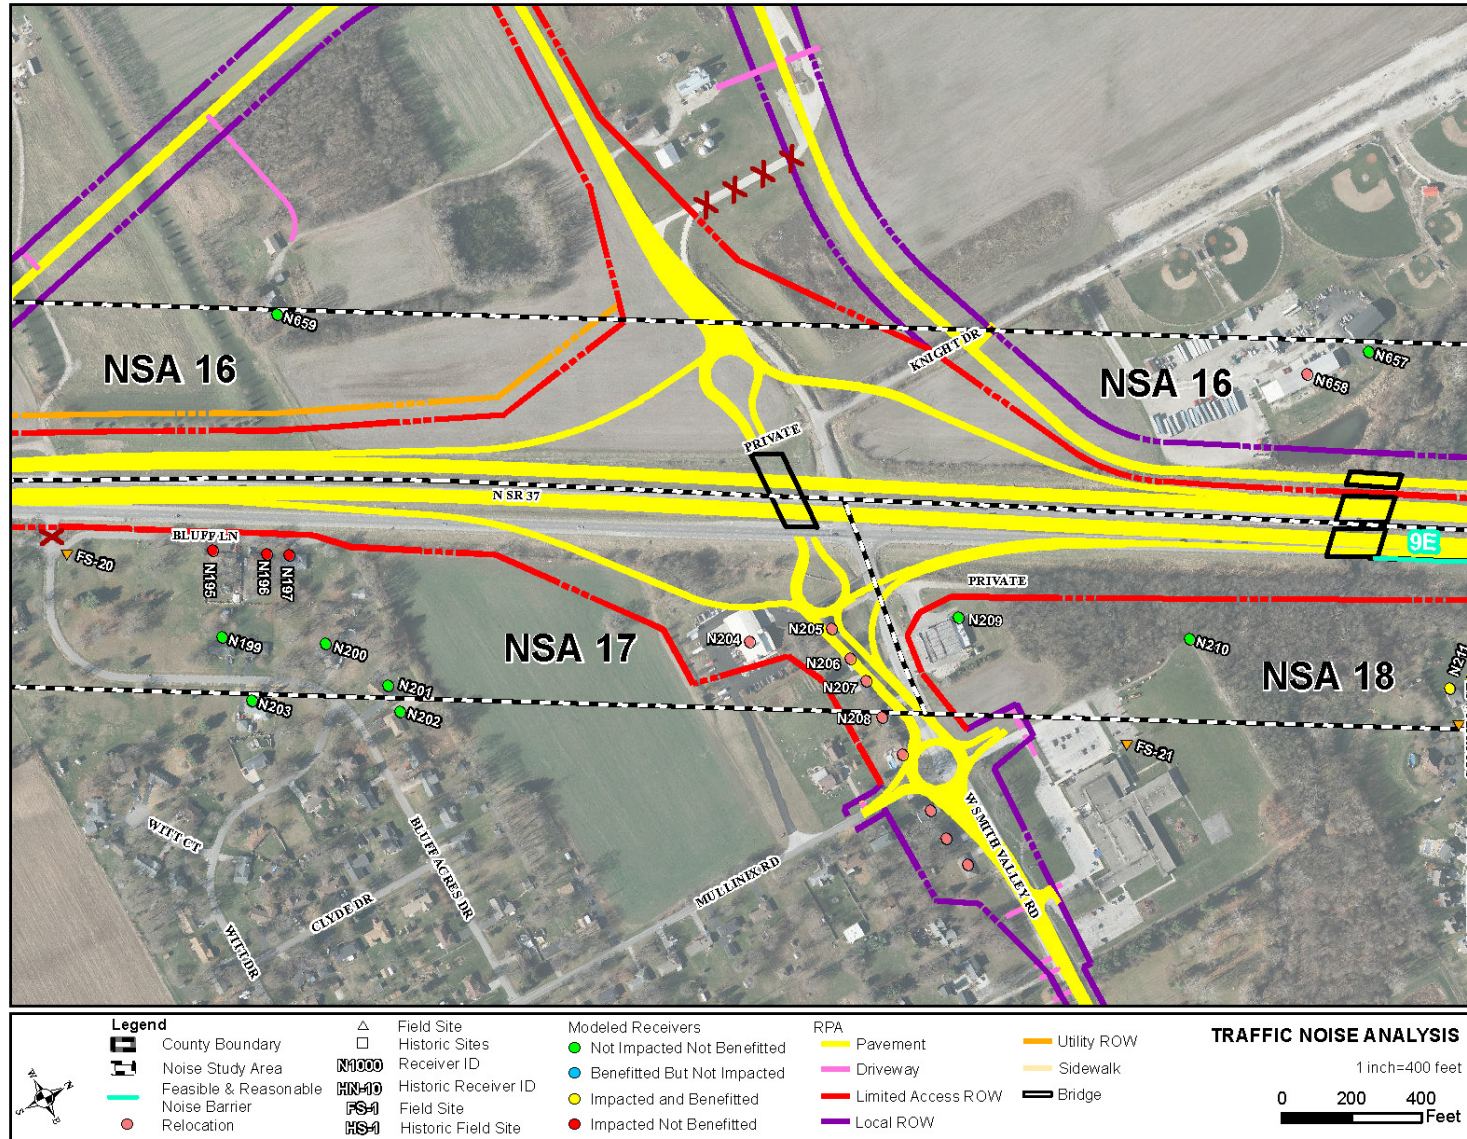 N659
NSA 16
KNIGHT DR
NSA 16
N657
N658
PRIVATE
N SR 37
9E
BLUFF LN
FS-20
N195
N196
N197
PRIVATE
N199
N200
NSA 17
N204
N205
N209
N210
N206
N207
N211
NSA 18
N201
N203
N202
N208
FS-21
WITT CT
BLUFF ACRES DR
W SMITH VALLEY RD
MULLINIX RD
CLYDE DR
WITT DR
Legend
County Boundary
Noise Study Area
Feasible & Reasonable
Noise Barrier
Relocation
Field Site
Historic Sites
N1000 Receiver ID
HN-10 Historic Receiver ID
FS-1 Field Site
HS-1 Historic Field Site
Modeled Receivers
Not Impacted Not Benefitted
Benefitted But Not Impacted
Impacted and Benefitted
Impacted Not Benefitted
RPA
Pavement
Driveway
Limited Access ROW
Local ROW
Utility ROW
Sidewalk
Bridge
TRAFFIC NOISE ANALYSIS
1 inch=400 feet
0 200 400
Feet
W N
S E